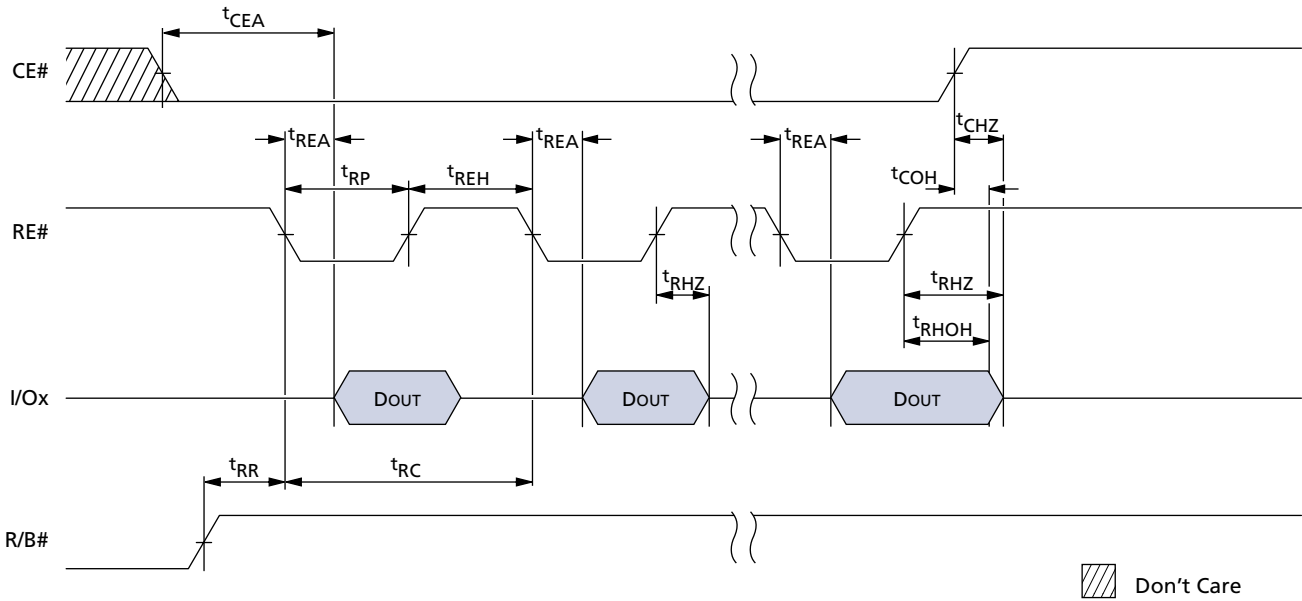 tCEA
CE#
tCHZ
tREA tREA tREA
tRP tREH tCOH
RE#
tRHZ tRHZ
tRHOH
I/Ox DOUT DOUT DOUT
tRR tRC
R/B#
Don't Care